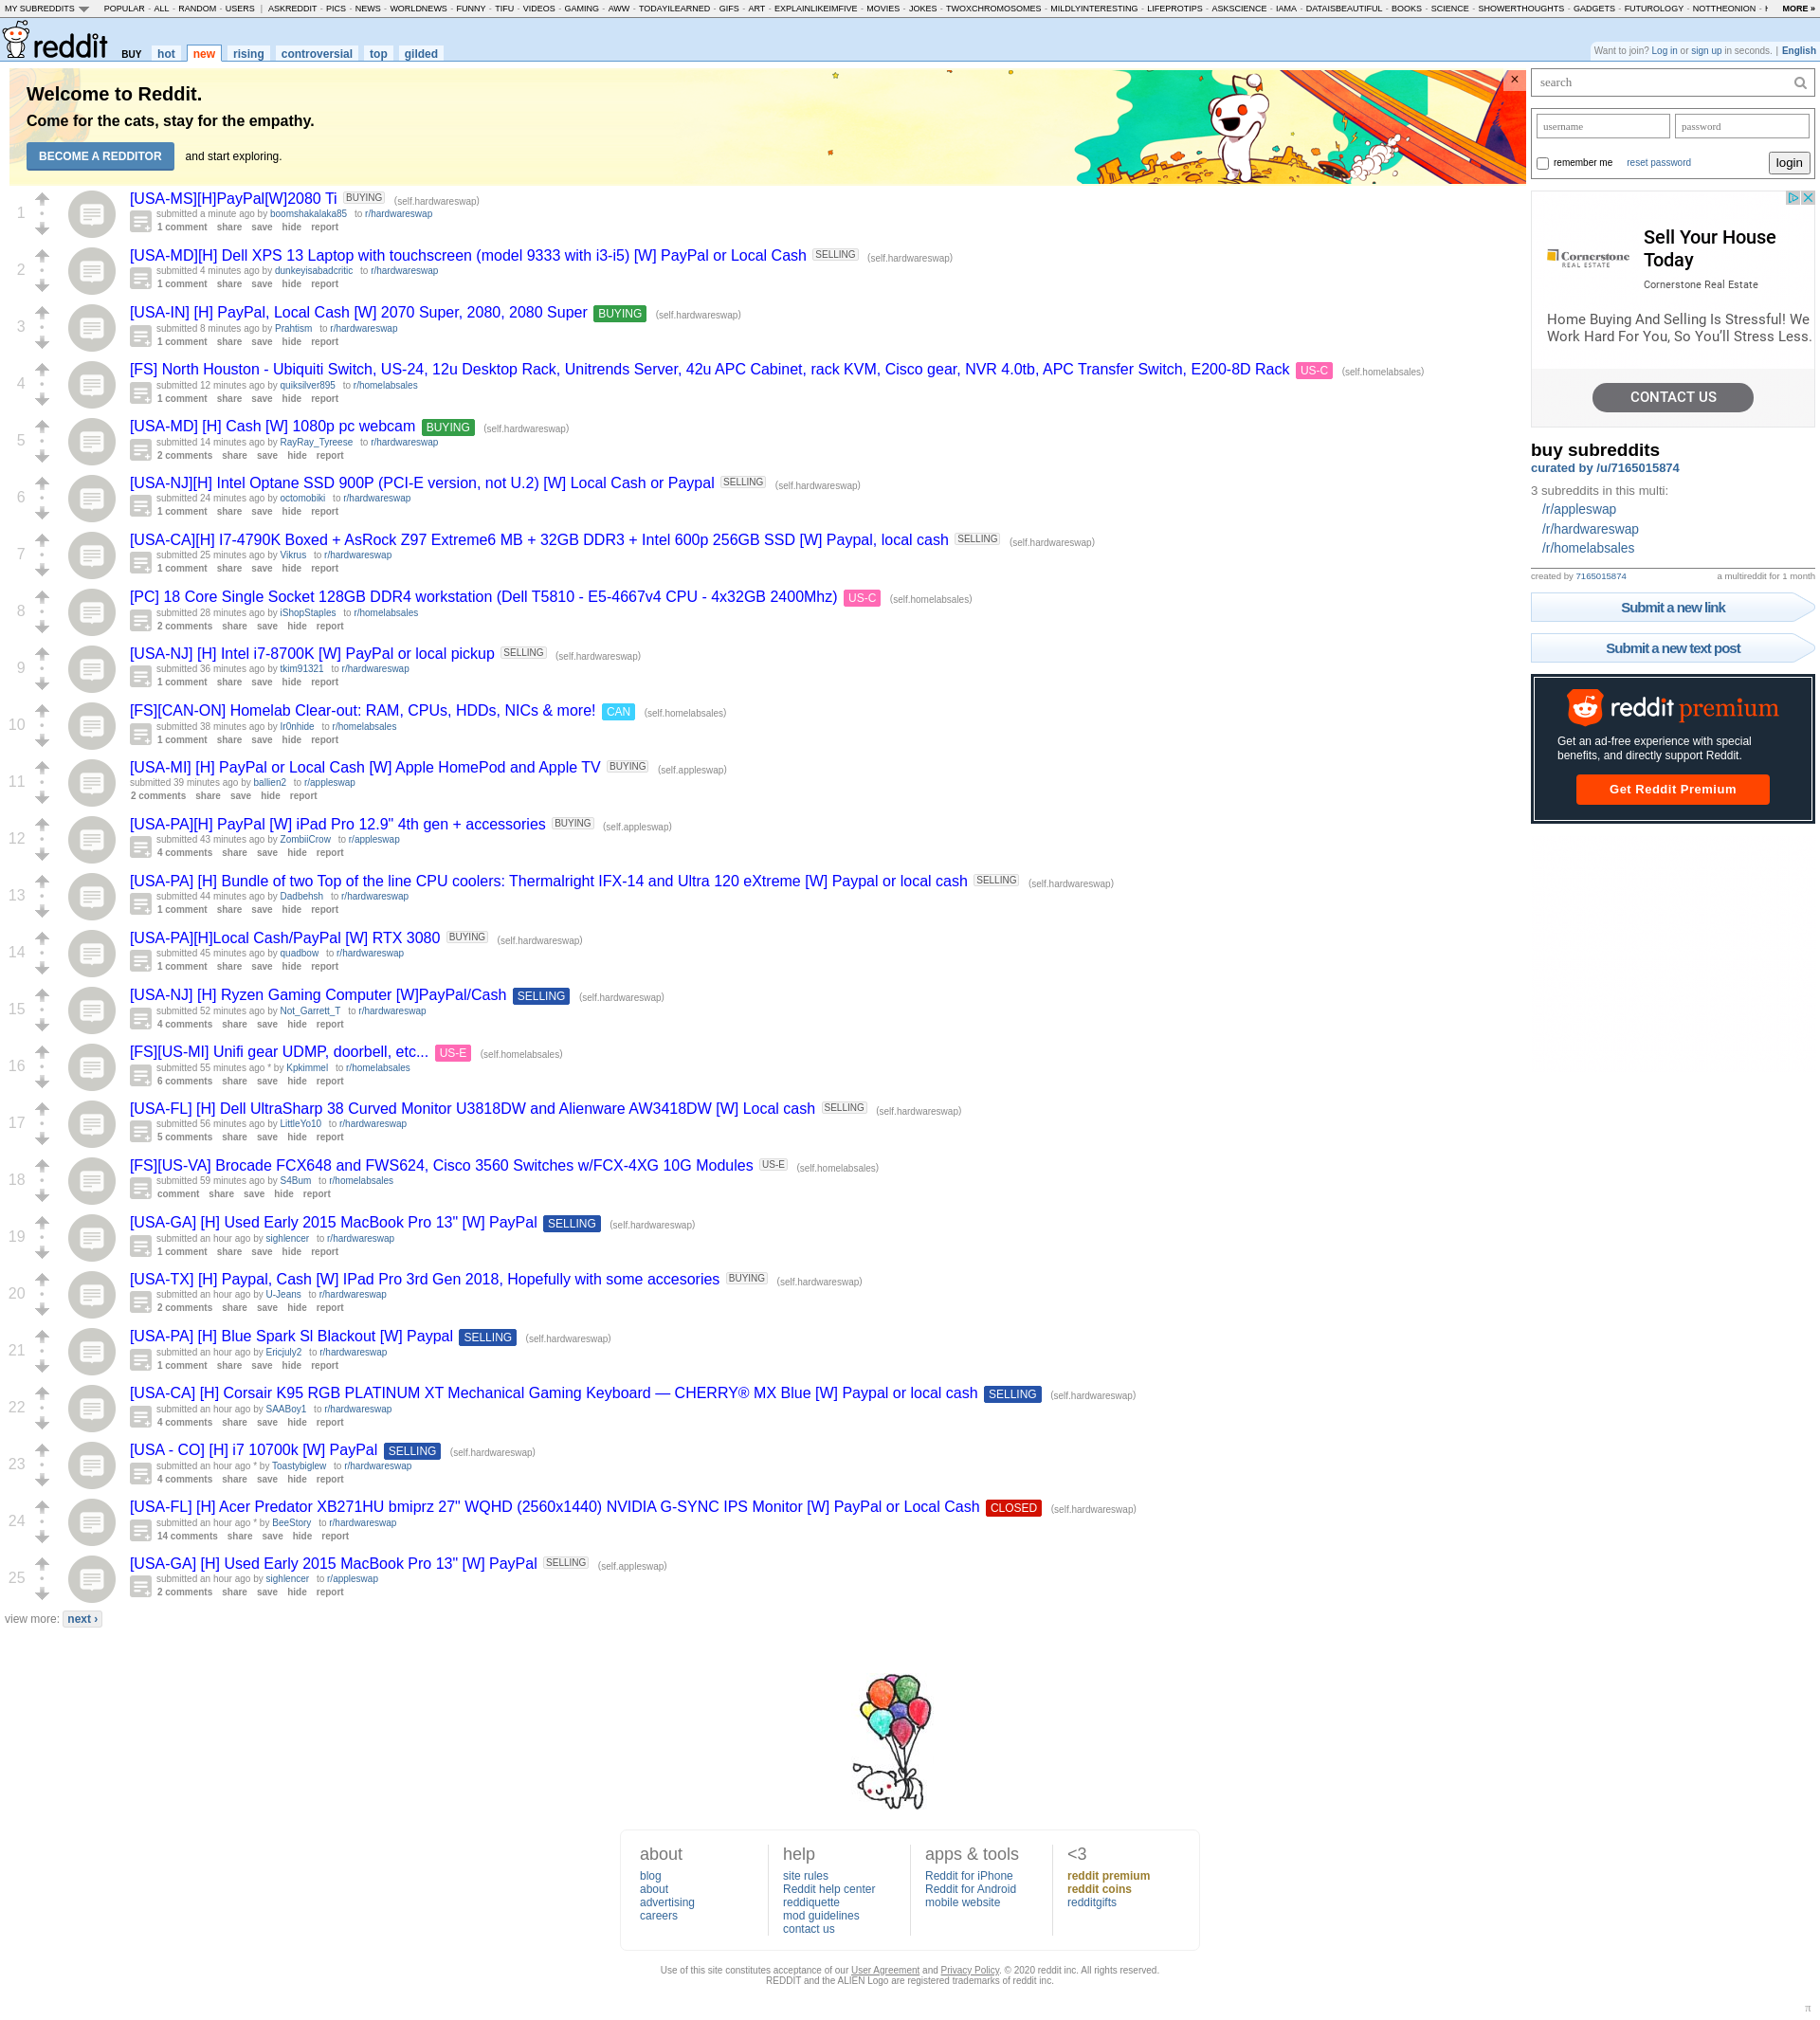 MY SUBREDDITS POPULAR - ALL - RANDOM - USERS | ASKREDDIT - PICS - NEWS - WORLDNEWS - FUNNY - TIFU - VIDEOS - GAMING - AWW - TODAYILEARNED - GIFS - ART - EXPLAINLIKEIMFIVE - MOVIES - JOKES - TWOXCHROMOSOMES - MILDLYINTERESTING - LIFEPROTIPS - ASKSCIENCE - IAMA - DATAISBEAUTIFUL - BOOKS - SCIENCE - SHOWERTHOUGHTS - GADGETS - FUTUROLOGY - NOTTHEONION - MORE »
reddit BUY hot new rising controversial top gilded
Want to join? Log in or sign up in seconds. | English
Welcome to Reddit.
Come for the cats, stay for the empathy.
BECOME A REDDITOR and start exploring.
×
1
[USA-MS][H]PayPal[W]2080 Ti BUYING (self.hardwareswap)
submitted a minute ago by boomshakalaka85 to r/hardwareswap
1 comment share save hide report
2
[USA-MD][H] Dell XPS 13 Laptop with touchscreen (model 9333 with i3-i5) [W] PayPal or Local Cash SELLING (self.hardwareswap)
submitted 4 minutes ago by dunkeyisabadcritic to r/hardwareswap
1 comment share save hide report
3
[USA-IN] [H] PayPal, Local Cash [W] 2070 Super, 2080, 2080 Super BUYING (self.hardwareswap)
submitted 8 minutes ago by Prahtism to r/hardwareswap
1 comment share save hide report
4
[FS] North Houston - Ubiquiti Switch, US-24, 12u Desktop Rack, Unitrends Server, 42u APC Cabinet, rack KVM, Cisco gear, NVR 4.0tb, APC Transfer Switch, E200-8D Rack US-C (self.homelabsales)
submitted 12 minutes ago by quiksilver895 to r/homelabsales
1 comment share save hide report
5
[USA-MD] [H] Cash [W] 1080p pc webcam BUYING (self.hardwareswap)
submitted 14 minutes ago by RayRay_Tyreese to r/hardwareswap
2 comments share save hide report
6
[USA-NJ][H] Intel Optane SSD 900P (PCI-E version, not U.2) [W] Local Cash or Paypal SELLING (self.hardwareswap)
submitted 24 minutes ago by octomobiki to r/hardwareswap
1 comment share save hide report
7
[USA-CA][H] I7-4790K Boxed + AsRock Z97 Extreme6 MB + 32GB DDR3 + Intel 600p 256GB SSD [W] Paypal, local cash SELLING (self.hardwareswap)
submitted 25 minutes ago by Vikrus to r/hardwareswap
1 comment share save hide report
8
[PC] 18 Core Single Socket 128GB DDR4 workstation (Dell T5810 - E5-4667v4 CPU - 4x32GB 2400Mhz) US-C (self.homelabsales)
submitted 28 minutes ago by iShopStaples to r/homelabsales
2 comments share save hide report
9
[USA-NJ] [H] Intel i7-8700K [W] PayPal or local pickup SELLING (self.hardwareswap)
submitted 36 minutes ago by tkim91321 to r/hardwareswap
1 comment share save hide report
10
[FS][CAN-ON] Homelab Clear-out: RAM, CPUs, HDDs, NICs & more! CAN (self.homelabsales)
submitted 38 minutes ago by Ir0nhide to r/homelabsales
1 comment share save hide report
11
[USA-MI] [H] PayPal or Local Cash [W] Apple HomePod and Apple TV BUYING (self.appleswap)
submitted 39 minutes ago by ballien2 to r/appleswap
2 comments share save hide report
12
[USA-PA][H] PayPal [W] iPad Pro 12.9" 4th gen + accessories BUYING (self.appleswap)
submitted 43 minutes ago by ZombiiCrow to r/appleswap
4 comments share save hide report
13
[USA-PA] [H] Bundle of two Top of the line CPU coolers: Thermalright IFX-14 and Ultra 120 eXtreme [W] Paypal or local cash SELLING (self.hardwareswap)
submitted 44 minutes ago by Dadbehsh to r/hardwareswap
1 comment share save hide report
14
[USA-PA][H]Local Cash/PayPal [W] RTX 3080 BUYING (self.hardwareswap)
submitted 45 minutes ago by quadbow to r/hardwareswap
1 comment share save hide report
15
[USA-NJ] [H] Ryzen Gaming Computer [W]PayPal/Cash SELLING (self.hardwareswap)
submitted 52 minutes ago by Not_Garrett_T to r/hardwareswap
4 comments share save hide report
16
[FS][US-MI] Unifi gear UDMP, doorbell, etc... US-E (self.homelabsales)
submitted 55 minutes ago * by Kpkimmel to r/homelabsales
6 comments share save hide report
17
[USA-FL] [H] Dell UltraSharp 38 Curved Monitor U3818DW and Alienware AW3418DW [W] Local cash SELLING (self.hardwareswap)
submitted 56 minutes ago by LittleYo10 to r/hardwareswap
5 comments share save hide report
18
[FS][US-VA] Brocade FCX648 and FWS624, Cisco 3560 Switches w/FCX-4XG 10G Modules US-E (self.homelabsales)
submitted 59 minutes ago by S4Bum to r/homelabsales
comment share save hide report
19
[USA-GA] [H] Used Early 2015 MacBook Pro 13" [W] PayPal SELLING (self.hardwareswap)
submitted an hour ago by sighlencer to r/hardwareswap
1 comment share save hide report
20
[USA-TX] [H] Paypal, Cash [W] IPad Pro 3rd Gen 2018, Hopefully with some accesories BUYING (self.hardwareswap)
submitted an hour ago by U-Jeans to r/hardwareswap
2 comments share save hide report
21
[USA-PA] [H] Blue Spark Sl Blackout [W] Paypal SELLING (self.hardwareswap)
submitted an hour ago by Ericjuly2 to r/hardwareswap
1 comment share save hide report
22
[USA-CA] [H] Corsair K95 RGB PLATINUM XT Mechanical Gaming Keyboard — CHERRY® MX Blue [W] Paypal or local cash SELLING (self.hardwareswap)
submitted an hour ago by SAABoy1 to r/hardwareswap
4 comments share save hide report
23
[USA - CO] [H] i7 10700k [W] PayPal SELLING (self.hardwareswap)
submitted an hour ago * by Toastybiglew to r/hardwareswap
4 comments share save hide report
24
[USA-FL] [H] Acer Predator XB271HU bmiprz 27" WQHD (2560x1440) NVIDIA G-SYNC IPS Monitor [W] PayPal or Local Cash CLOSED (self.hardwareswap)
submitted an hour ago * by BeeStory to r/hardwareswap
14 comments share save hide report
25
[USA-GA] [H] Used Early 2015 MacBook Pro 13" [W] PayPal SELLING (self.appleswap)
submitted an hour ago by sighlencer to r/appleswap
2 comments share save hide report
view more: next ›
search
username password
remember me reset password login
Cornerstone
REAL ESTATE
Sell Your House
Today
Cornerstone Real Estate
Home Buying And Selling Is Stressful! We
Work Hard For You, So You'll Stress Less.
CONTACT US
buy subreddits
curated by /u/7165015874
3 subreddits in this multi:
/r/appleswap
/r/hardwareswap
/r/homelabsales
created by 7165015874 a multireddit for 1 month
Submit a new link
Submit a new text post
reddit premium
Get an ad-free experience with special
benefits, and directly support Reddit.
Get Reddit Premium
about
blog
about
advertising
careers
help
site rules
Reddit help center
reddiquette
mod guidelines
contact us
apps & tools
Reddit for iPhone
Reddit for Android
mobile website
<3
reddit premium
reddit coins
redditgifts
Use of this site constitutes acceptance of our User Agreement and Privacy Policy. © 2020 reddit inc. All rights reserved.
REDDIT and the ALIEN Logo are registered trademarks of reddit inc.
π